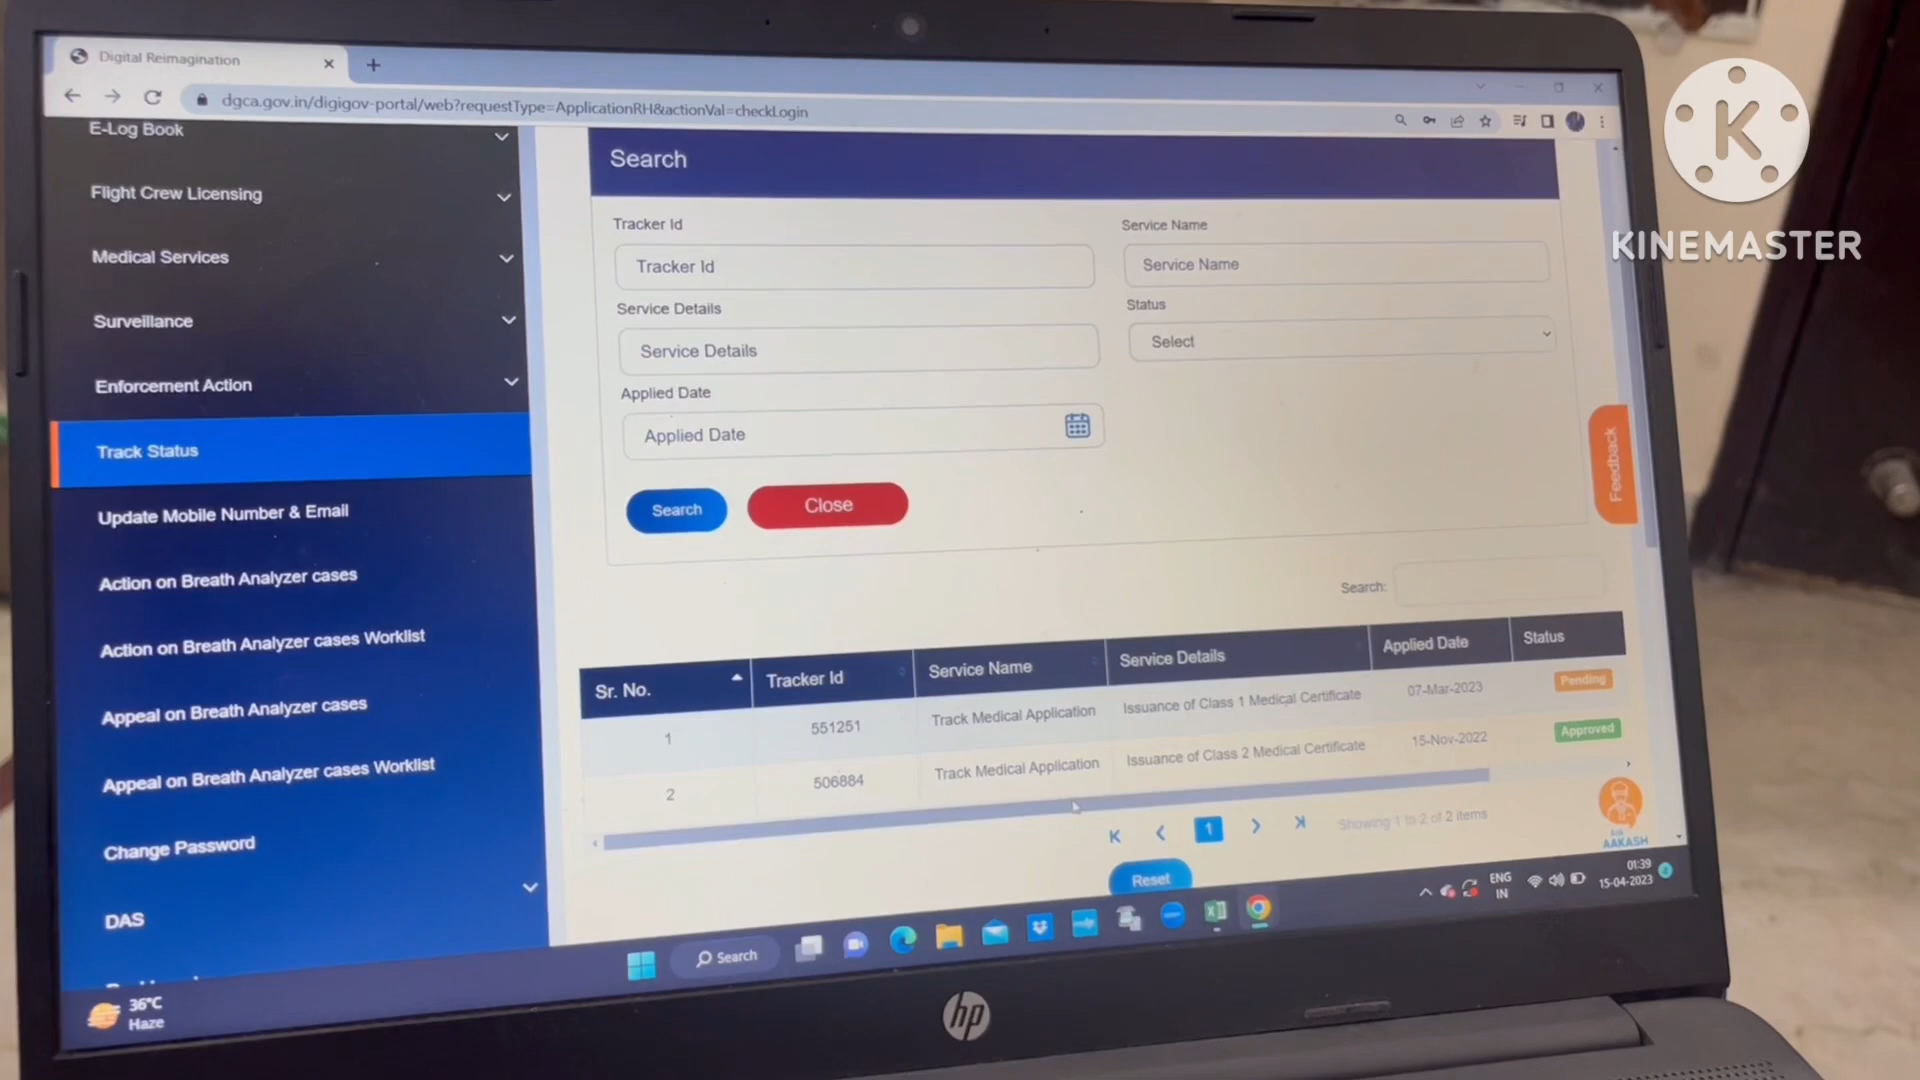 Digital Reimagination
dgca.gov.in/digigov-portal/web?requestType=ApplicationRH&actionVal=checkLogin
E-Log Book
Flight Crew Licensing
Medical Services
Surveillance
Enforcement Action
Track Status
Update Mobile Number & Email
Action on Breath Analyzer cases
Action on Breath Analyzer cases Worklist
Appeal on Breath Analyzer cases
Appeal on Breath Analyzer cases Worklist
Change Password
DAS
Search
Tracker Id
Service Name
Tracker Id
Service Name
Service Details
Status
Service Details
Select
Applied Date
Applied Date
Search
Close
Feedback
Search:
Sr. No. Tracker Id Service Name Service Details Applied Date Status
1 551251 Track Medical Application Issuance of Class 1 Medical Certificate 07-Mar-2023 Pending
2 506884 Track Medical Application Issuance of Class 2 Medical Certificate 15-Nov-2022 Approved
1
Showing 1 to 2 of 2 items
Reset
Ask
AAKASH
36°C
Haze
Search
ENG
IN
01:39
15-04-2023
hp
K
KINEMASTER